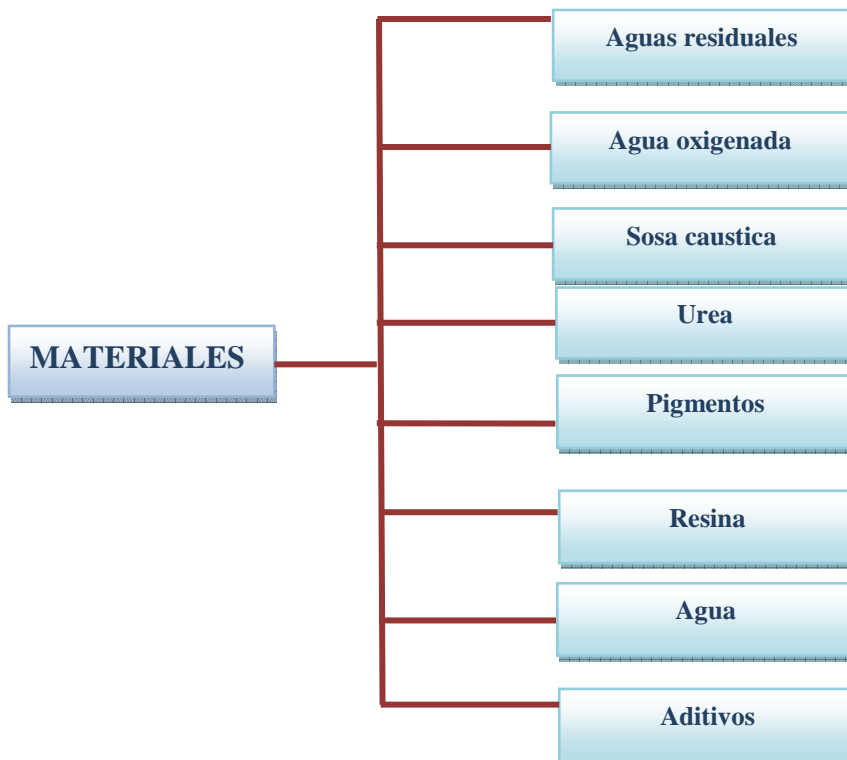 Aguas residuales
Agua oxigenada
Sosa caustica
Urea
MATERIALES
Pigmentos
Resina
Agua
Aditivos